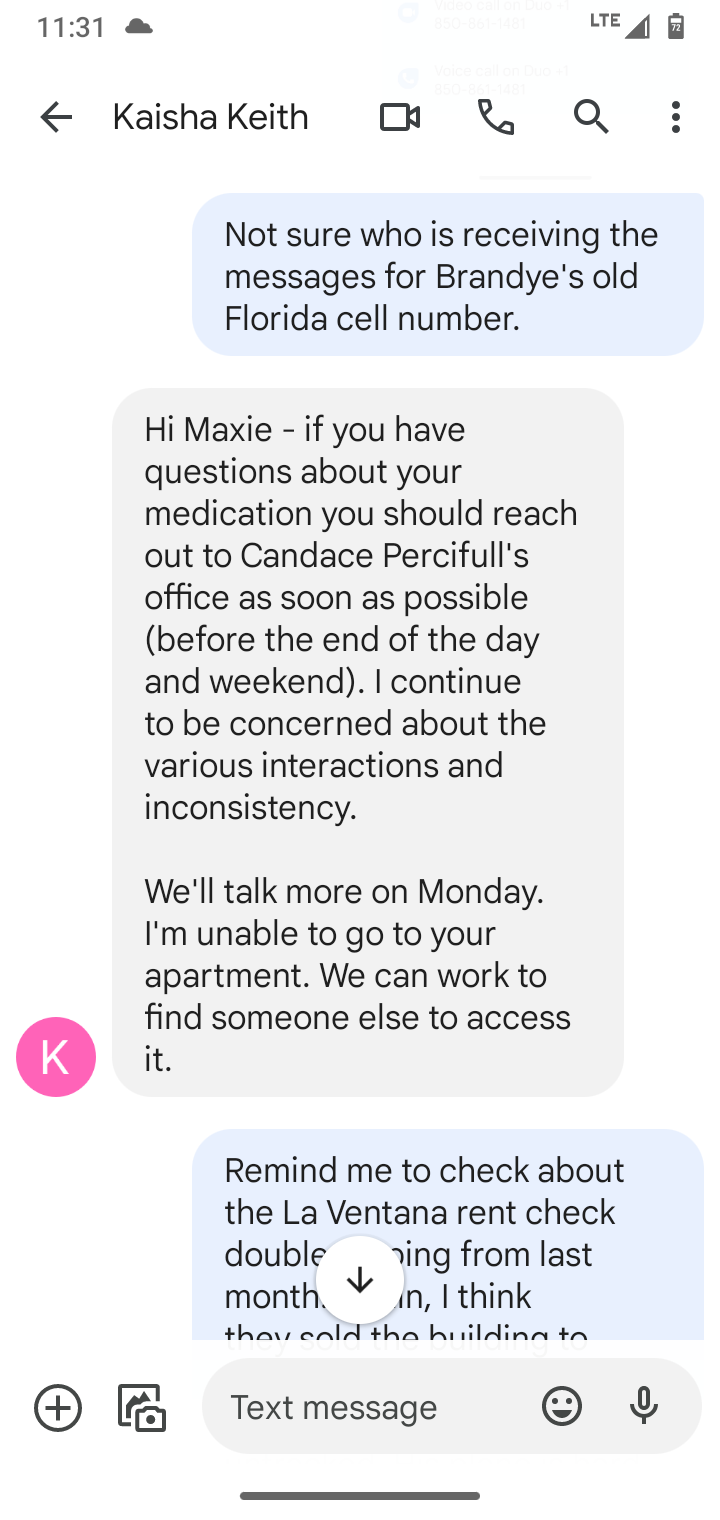 11:31
Video call on Duo +1
850-861-1481
LTE
72
Voice call on Duo +1
850-861-1481
Kaisha Keith
Not sure who is receiving the
messages for Brandye's old
Florida cell number.
Hi Maxie - if you have
questions about your
medication you should reach
out to Candace Percifull's
office as soon as possible
(before the end of the day
and weekend). I continue
to be concerned about the
various interactions and
inconsistency.
We'll talk more on Monday.
I'm unable to go to your
apartment. We can work to
find someone else to access
it.
K
Remind me to check about
the La Ventana rent check
double from last
month. I think
they sold the building to
Text message